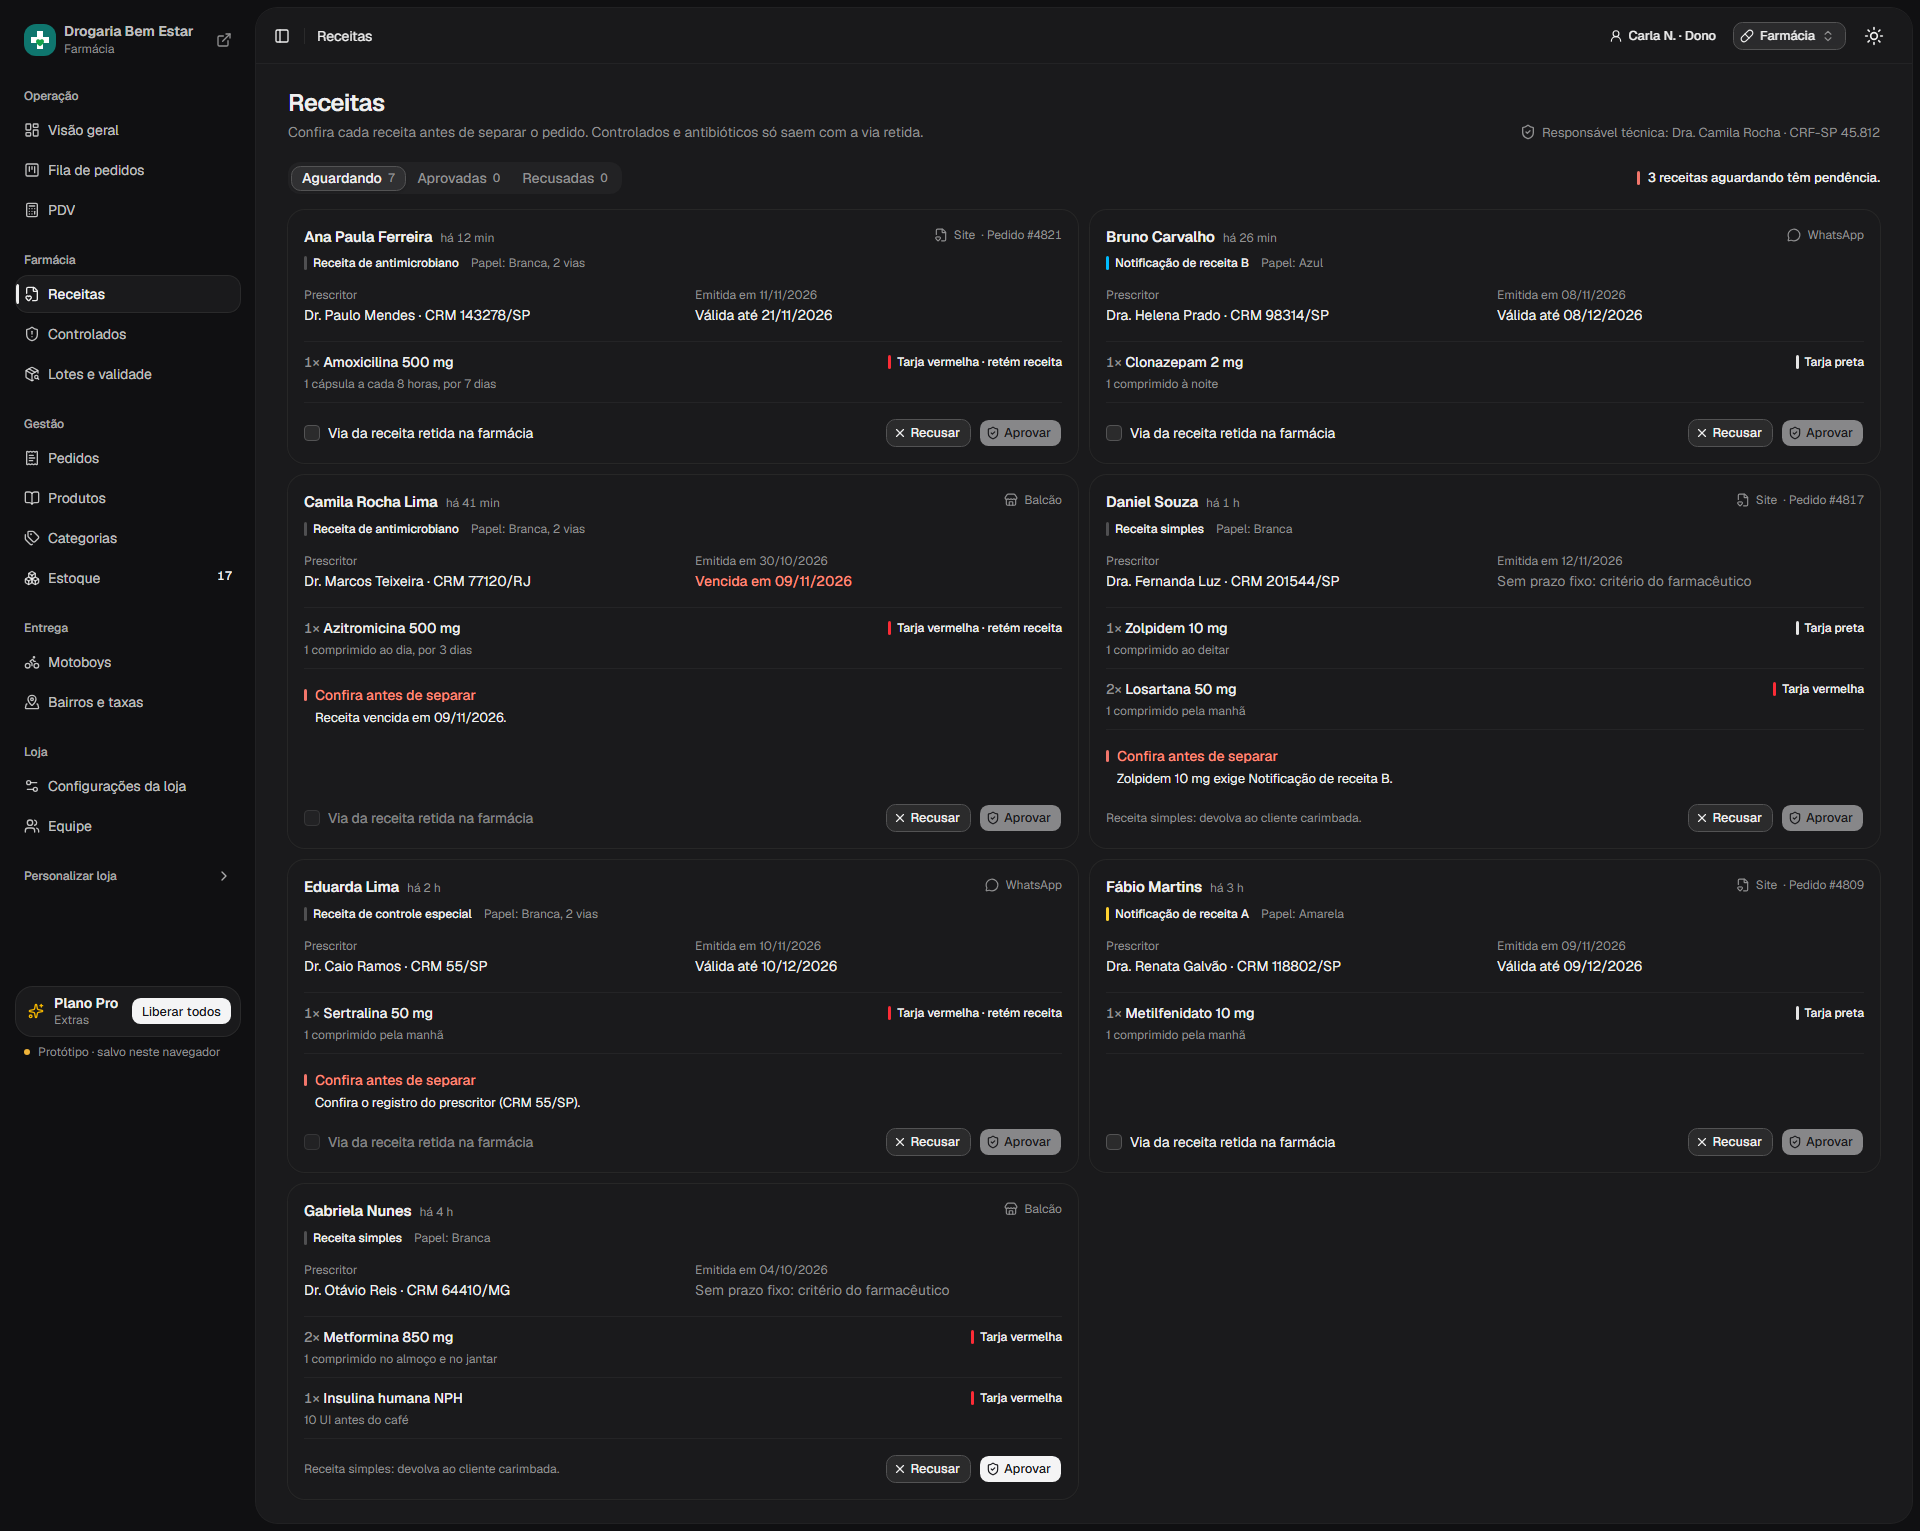 Drogaria Bem Estar
Farmácia
Operação
Visão geral
Fila de pedidos
PDV
Farmácia
Receitas
Controlados
Lotes e validade
Gestão
Pedidos
Produtos
Categorias
Estoque 17
Entrega
Motoboys
Bairros e taxas
Loja
Configurações da loja
Equipe
Personalizar loja
Plano Pro
Extras
Liberar todos
Protótipo · salvo neste navegador
Receitas
Carla N. · Dono
Farmácia
Receitas
Confira cada receita antes de separar o pedido. Controlados e antibióticos só saem com a via retida.
Responsável técnica: Dra. Camila Rocha · CRF-SP 45.812
Aguardando 7 Aprovadas 0 Recusadas 0
3 receitas aguardando têm pendência.
Ana Paula Ferreira há 12 min
Site · Pedido #4821
Receita de antimicrobiano Papel: Branca, 2 vias
Prescritor
Dr. Paulo Mendes · CRM 143278/SP
Emitida em 11/11/2026
Válida até 21/11/2026
1× Amoxicilina 500 mg
Tarja vermelha · retém receita
1 cápsula a cada 8 horas, por 7 dias
Via da receita retida na farmácia
Recusar
Aprovar
Bruno Carvalho há 26 min
WhatsApp
Notificação de receita B Papel: Azul
Prescritor
Dra. Helena Prado · CRM 98314/SP
Emitida em 08/11/2026
Válida até 08/12/2026
1× Clonazepam 2 mg
Tarja preta
1 comprimido à noite
Via da receita retida na farmácia
Recusar
Aprovar
Camila Rocha Lima há 41 min
Balcão
Receita de antimicrobiano Papel: Branca, 2 vias
Prescritor
Dr. Marcos Teixeira · CRM 77120/RJ
Emitida em 30/10/2026
Vencida em 09/11/2026
1× Azitromicina 500 mg
Tarja vermelha · retém receita
1 comprimido ao dia, por 3 dias
Confira antes de separar
Receita vencida em 09/11/2026.
Via da receita retida na farmácia
Recusar
Aprovar
Daniel Souza há 1 h
Site · Pedido #4817
Receita simples Papel: Branca
Prescritor
Dra. Fernanda Luz · CRM 201544/SP
Emitida em 12/11/2026
Sem prazo fixo: critério do farmacêutico
1× Zolpidem 10 mg
Tarja preta
1 comprimido ao deitar
2× Losartana 50 mg
Tarja vermelha
1 comprimido pela manhã
Confira antes de separar
Zolpidem 10 mg exige Notificação de receita B.
Receita simples: devolva ao cliente carimbada.
Recusar
Aprovar
Eduarda Lima há 2 h
WhatsApp
Receita de controle especial Papel: Branca, 2 vias
Prescritor
Dr. Caio Ramos · CRM 55/SP
Emitida em 10/11/2026
Válida até 10/12/2026
1× Sertralina 50 mg
Tarja vermelha · retém receita
1 comprimido pela manhã
Confira antes de separar
Confira o registro do prescritor (CRM 55/SP).
Via da receita retida na farmácia
Recusar
Aprovar
Fábio Martins há 3 h
Site · Pedido #4809
Notificação de receita A Papel: Amarela
Prescritor
Dra. Renata Galvão · CRM 118802/SP
Emitida em 09/11/2026
Válida até 09/12/2026
1× Metilfenidato 10 mg
Tarja preta
1 comprimido pela manhã
Via da receita retida na farmácia
Recusar
Aprovar
Gabriela Nunes há 4 h
Balcão
Receita simples Papel: Branca
Prescritor
Dr. Otávio Reis · CRM 64410/MG
Emitida em 04/10/2026
Sem prazo fixo: critério do farmacêutico
2× Metformina 850 mg
Tarja vermelha
1 comprimido no almoço e no jantar
1× Insulina humana NPH
Tarja vermelha
10 UI antes do café
Receita simples: devolva ao cliente carimbada.
Recusar
Aprovar